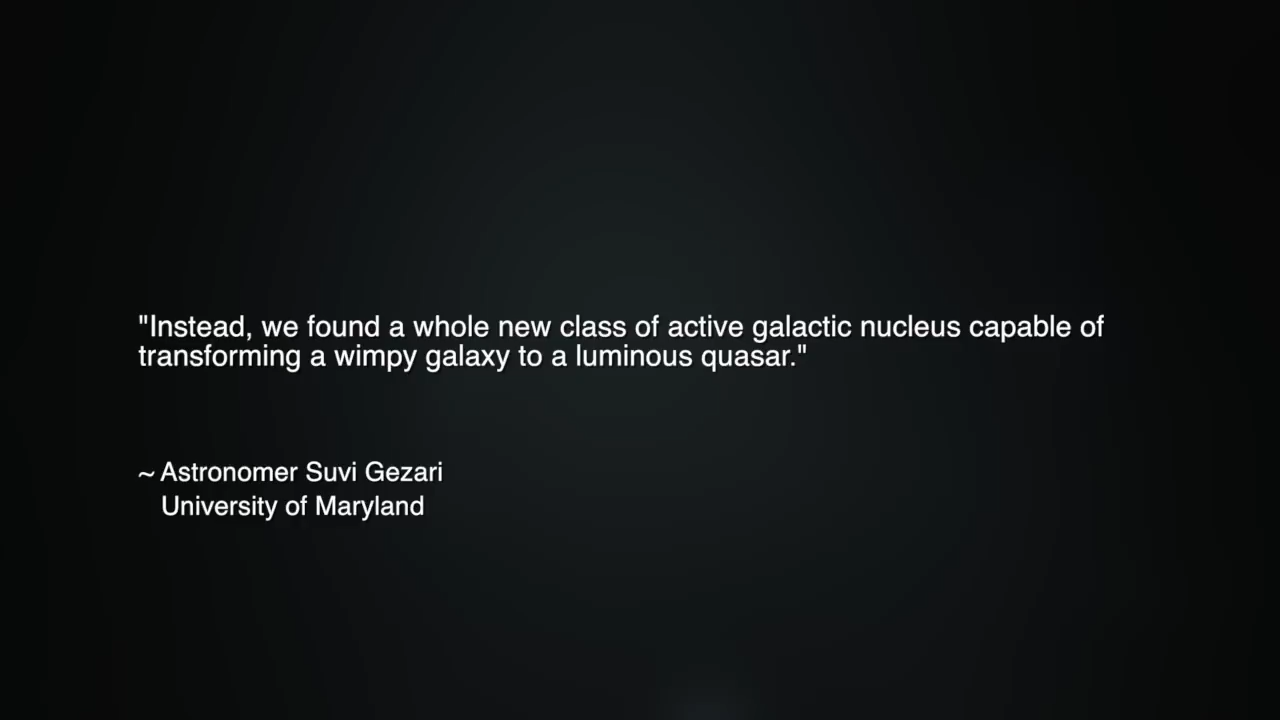 "Instead, we found a whole new class of active galactic nucleus capable of
transforming a wimpy galaxy to a luminous quasar."
~ Astronomer Suvi Gezari
University of Maryland